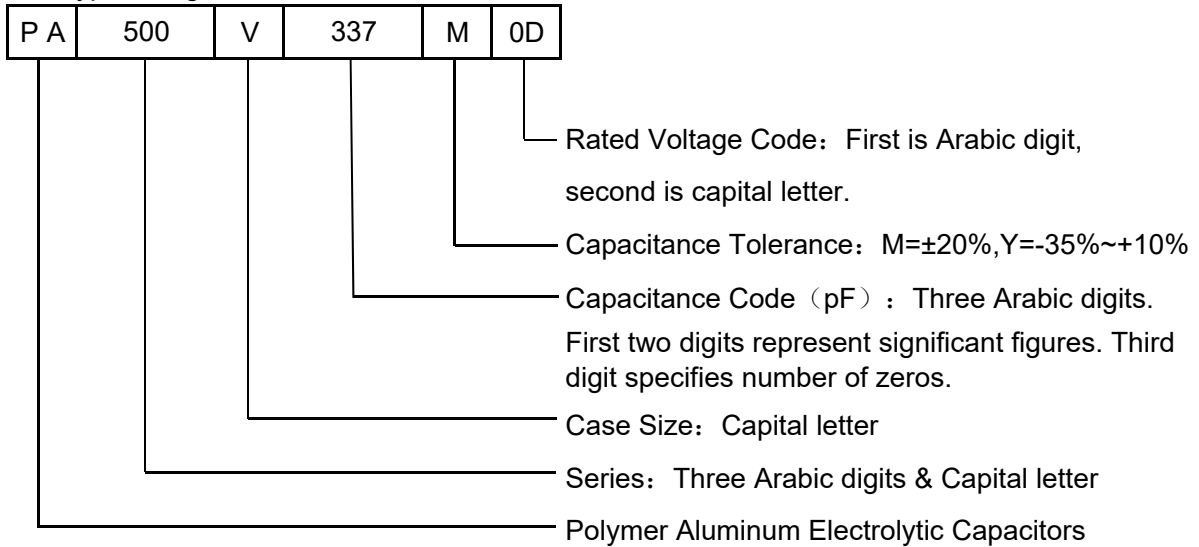 P A 500 V 337 M 0D
Rated Voltage Code：First is Arabic digit,
second is capital letter.
Capacitance Tolerance：M=±20%,Y=-35%~+10%
Capacitance Code（pF）：Three Arabic digits.
First two digits represent significant figures. Third
digit specifies number of zeros.
Case Size：Capital letter
Series：Three Arabic digits & Capital letter
Polymer Aluminum Electrolytic Capacitors